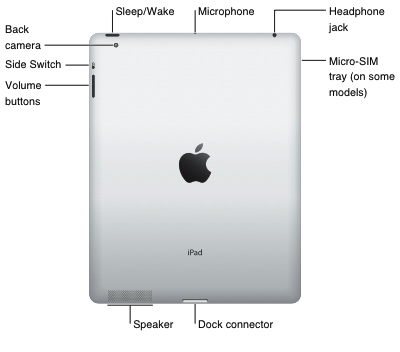 Sleep/Wake
Microphone
Headphone
jack
Back
camera
Side Switch
Volume
buttons
Micro-SIM
tray (on some
models)
iPad
Speaker
Dock connector